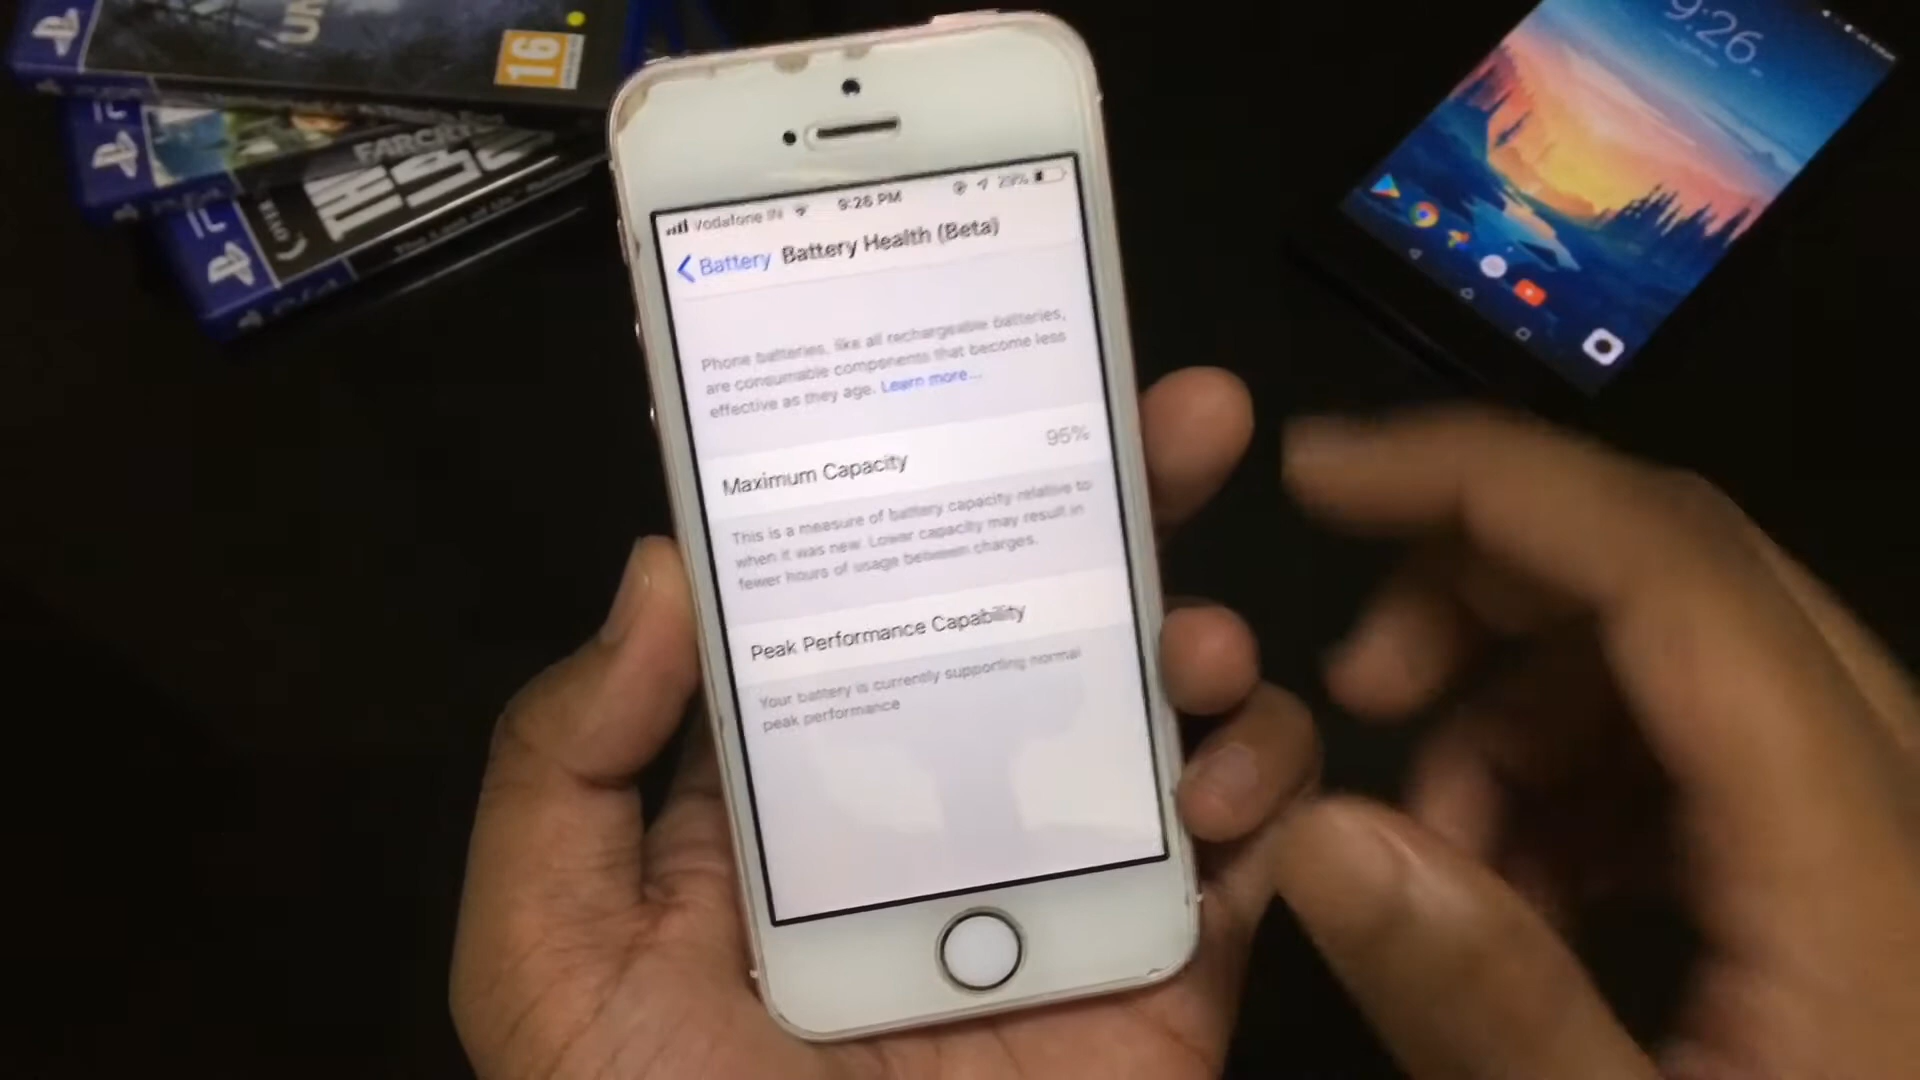 16
FARCRY
9:26
Vodafone IN 9:26 PM 29%
Battery Battery Health (Beta)
Phone batteries, like all rechargeable batteries,
are consumable components that become less
effective as they age. Learn more...
Maximum Capacity 95%
This is a measure of battery capacity relative to
when it was new. Lower capacity may result in
fewer hours of usage between charges.
Peak Performance Capability
Your battery is currently supporting normal
peak performance